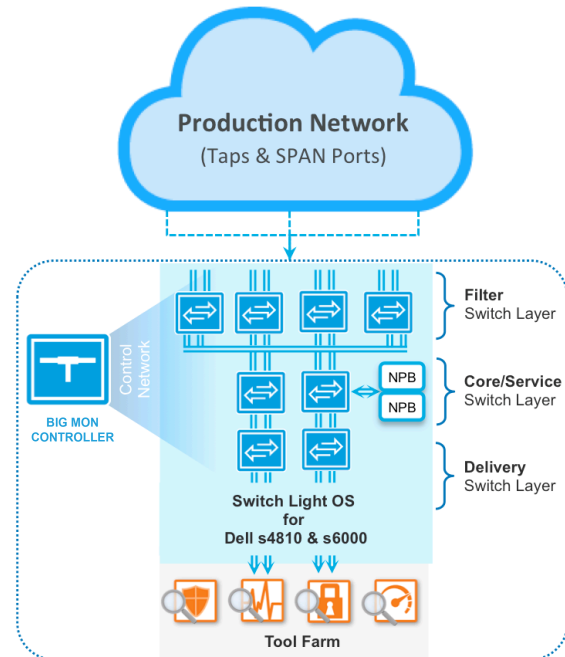 Production Network
(Taps & SPAN Ports)
Filter
Switch Layer
Control
Network
BIG MON
CONTROLLER
NPB
NPB
Core/Service
Switch Layer
Delivery
Switch Layer
Switch Light OS
for
Dell s4810 & s6000
Tool Farm